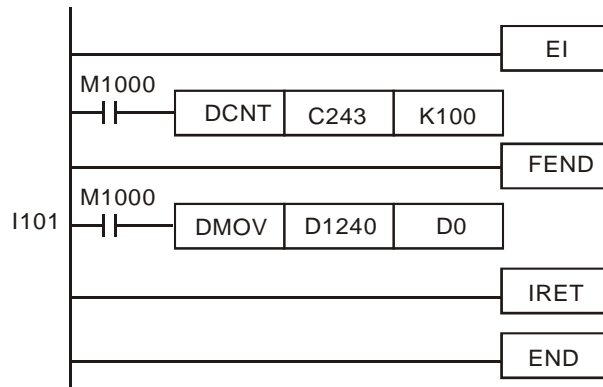 EI
M1000
DCNT C243 K100
FEND
M1000
I101 DMOV D1240 D0
IRET
END